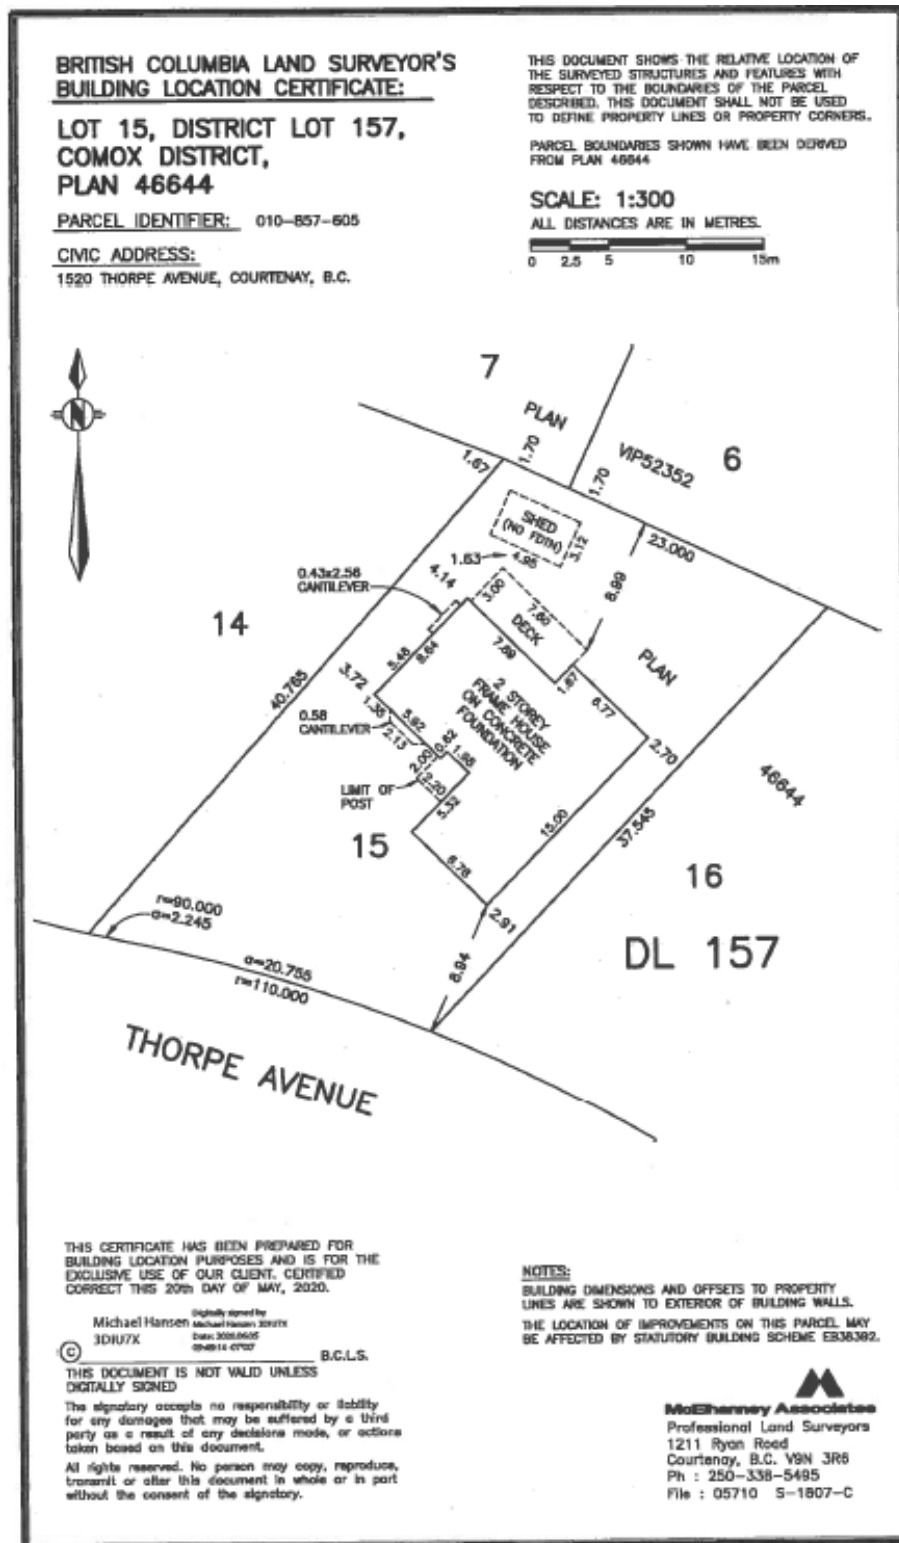 BRITISH COLUMBIA LAND SURVEYOR'S
BUILDING LOCATION CERTIFICATE:
LOT 15, DISTRICT LOT 157,
COMOX DISTRICT,
PLAN 46644
PARCEL IDENTIFIER: 010-857-605
CIVIC ADDRESS:
1520 THORPE AVENUE, COURTENAY, B.C.
THIS DOCUMENT SHOWS THE RELATIVE LOCATION OF
THE SURVEYED STRUCTURES AND FEATURES WITH
RESPECT TO THE BOUNDARIES OF THE PARCEL
DESCRIBED. THIS DOCUMENT SHALL NOT BE USED
TO DEFINE PROPERTY LINES OR PROPERTY CORNERS.
PARCEL BOUNDARIES SHOWN HAVE BEEN DERIVED
FROM PLAN 46644
SCALE: 1:300
ALL DISTANCES ARE IN METRES.
0 2.5 5 10 15m
N
7
PLAN
VIP52352
6
1.67
1.70
1.70
SHED
(NO FDTN)
3.12
4.95
1.63
23.000
8.99
4.14
3.00
7.60
DECK
0.43x2.56
CANTILEVER
14
5.46
8.64
7.69
1.67
6.77
PLAN
46644
2 STOREY
FRAME HOUSE
ON CONCRETE
FOUNDATION
3.72
1.35
5.92
2.13
0.58
CANTILEVER
0.62
1.98
2.00
2.20
LIMIT OF
POST
2.70
40.765
15.00
37.545
15
6.76
16
2.91
8.94
DL 157
r=90.000
a=2.245
a=20.755
r=110.000
THORPE AVENUE
THIS CERTIFICATE HAS BEEN PREPARED FOR
BUILDING LOCATION PURPOSES AND IS FOR THE
EXCLUSIVE USE OF OUR CLIENT. CERTIFIED
CORRECT THIS 20th DAY OF MAY, 2020.
Michael Hansen
3DIU7X
Digitally signed by
Michael Hansen 3DIU7X
© B.C.L.S.
THIS DOCUMENT IS NOT VALID UNLESS
DIGITALLY SIGNED
The signatory accepts no responsibility or liability
for any damages that may be suffered by a third
party as a result of any decisions made, or actions
taken based on this document.
All rights reserved. No person may copy, reproduce,
transmit or alter this document in whole or in part
without the consent of the signatory.
NOTES:
BUILDING DIMENSIONS AND OFFSETS TO PROPERTY
LINES ARE SHOWN TO EXTERIOR OF BUILDING WALLS.
THE LOCATION OF IMPROVEMENTS ON THIS PARCEL MAY
BE AFFECTED BY STATUTORY BUILDING SCHEME
McElhanney Associates
Professional Land Surveyors
1211 Ryan Road
Courtenay, B.C. V9N 3R6
Ph : 250-338-5495
File : 05710 S-1807-C